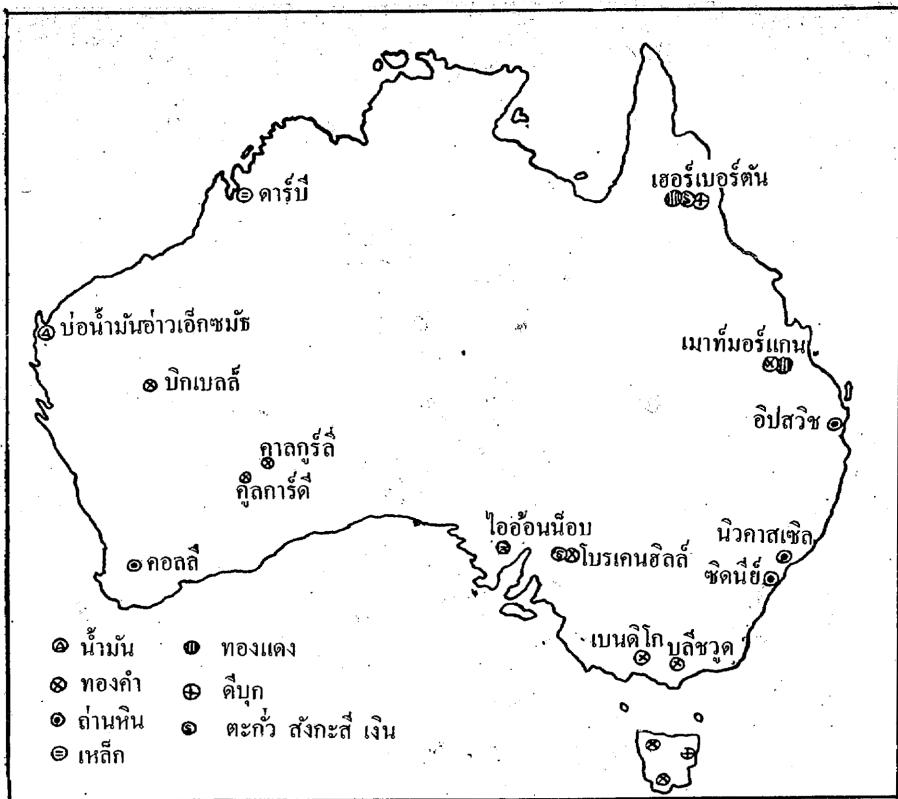 เฮอร์เบอร์ตัน
ดาร์บี
บ่อน้ำมันอ่าวเอ็กซมัธ
เมาท์มอร์แกน
บิกเบลล์
อิปสวิช
คาลกูร์ลี
คูลการ์ดี
ไออ้อนน็อบ
โบรเคนฮิลล์
นิวคาสเซิล
คอลลี
ซิดนีย์
เบนดิโก
บลีชวูด
น้ำมัน
ทองแดง
ทองคำ
ดีบุก
ถ่านหิน
ตะกั่ว สังกะสี เงิน
เหล็ก